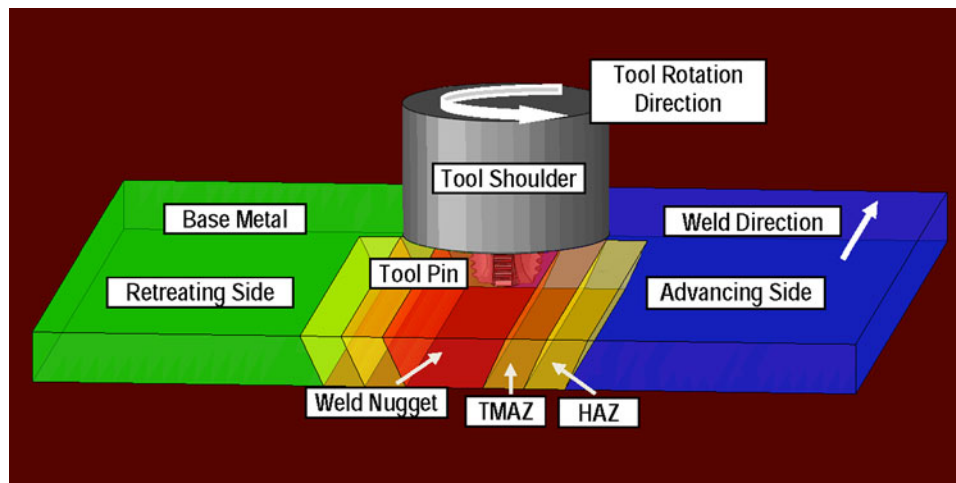 Tool Rotation
Direction
Tool Shoulder
Base Metal
Weld Direction
Tool Pin
Retreating Side
Advancing Side
Weld Nugget
TMAZ
HAZ